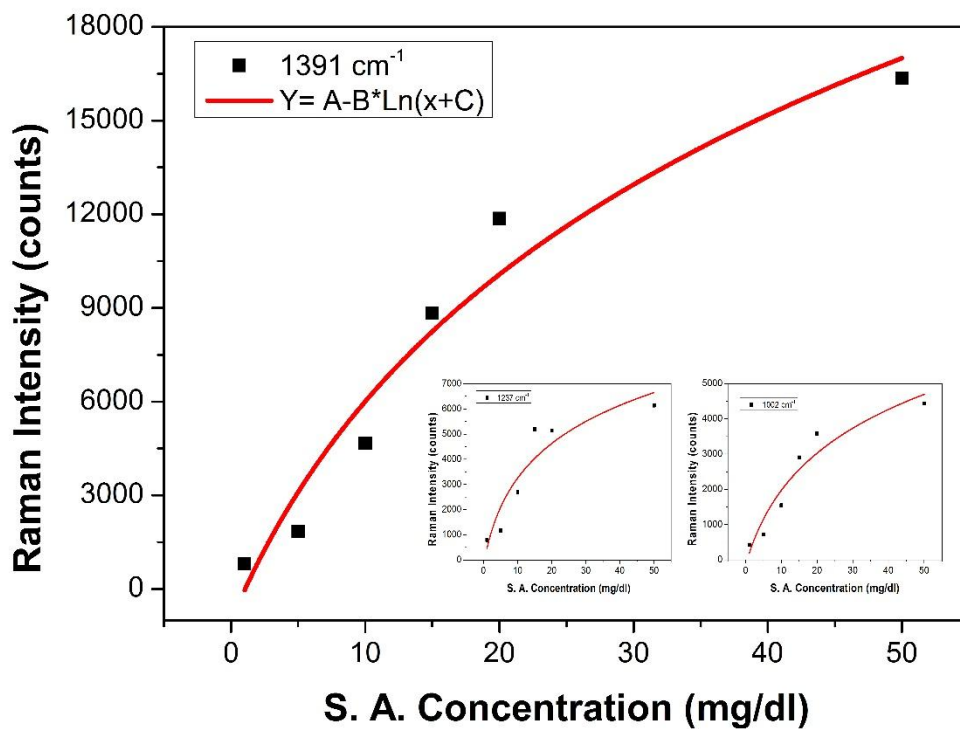 18000
15000
12000
9000
6000
3000
0
Raman Intensity (counts)
1391 cm⁻¹
Y= A-B*Ln(x+C)
0 10 20 30 40 50
S. A. Concentration (mg/dl)
7000
6000
5000
4000
3000
2000
1000
0
Raman Intensity (counts)
1237 cm⁻¹
0 10 20 30 40 50
S. A. Concentration (mg/dl)
5000
4000
3000
2000
1000
0
Raman Intensity (counts)
1002 cm⁻¹
0 10 20 30 40 50
S. A. Concentration (mg/dl)